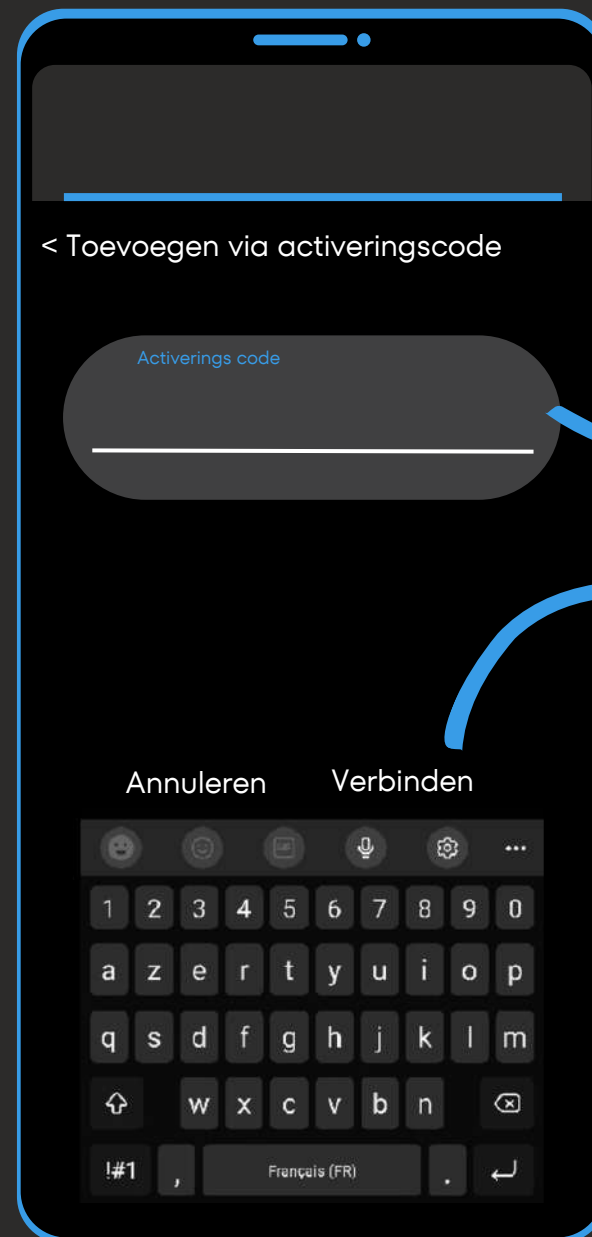 < Toevoegen via activeringscode
Activerings code
Annuleren Verbinden
1 2 3 4 5 6 7 8 9 0
a z e r t y u i o p
q s d f g h j k l m
w x c v b n
!#1 , Français (FR) .